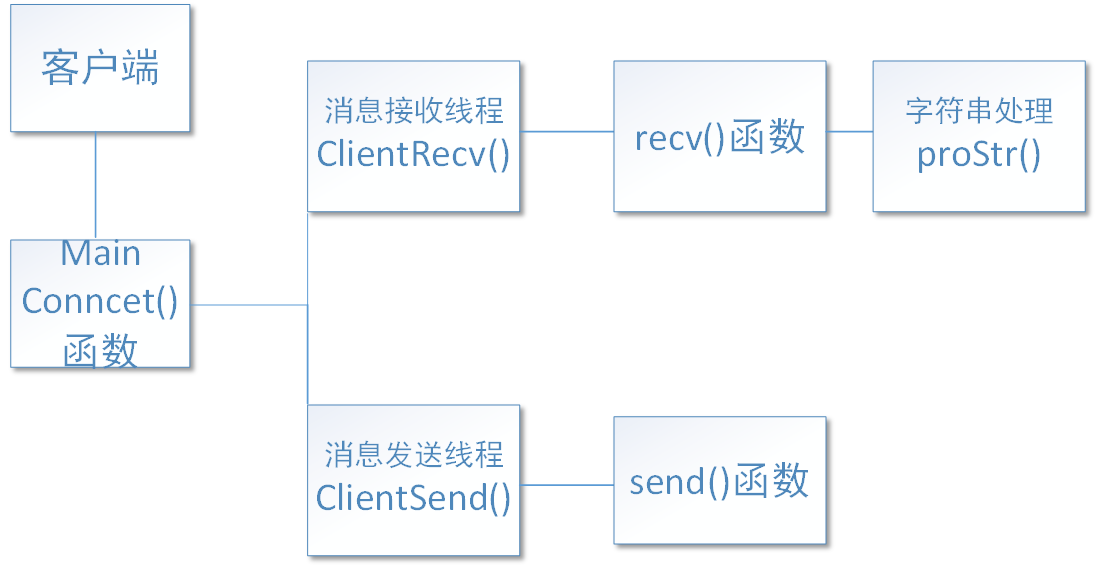 客户端
Main
Conncet()
函数
消息接收线程
ClientRecv()
recv()函数
字符串处理
proStr()
消息发送线程
ClientSend()
send()函数